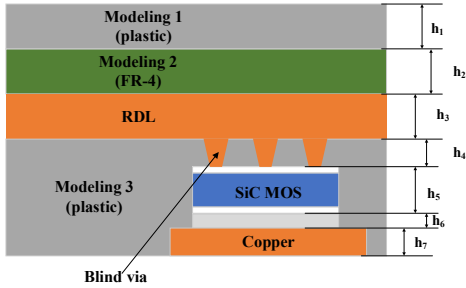 Modeling 1
(plastic)
h1
Modeling 2
(FR-4)
h2
RDL
h3
h4
Modeling 3
(plastic)
SiC MOS
h5
h6
Copper
h7
Blind via